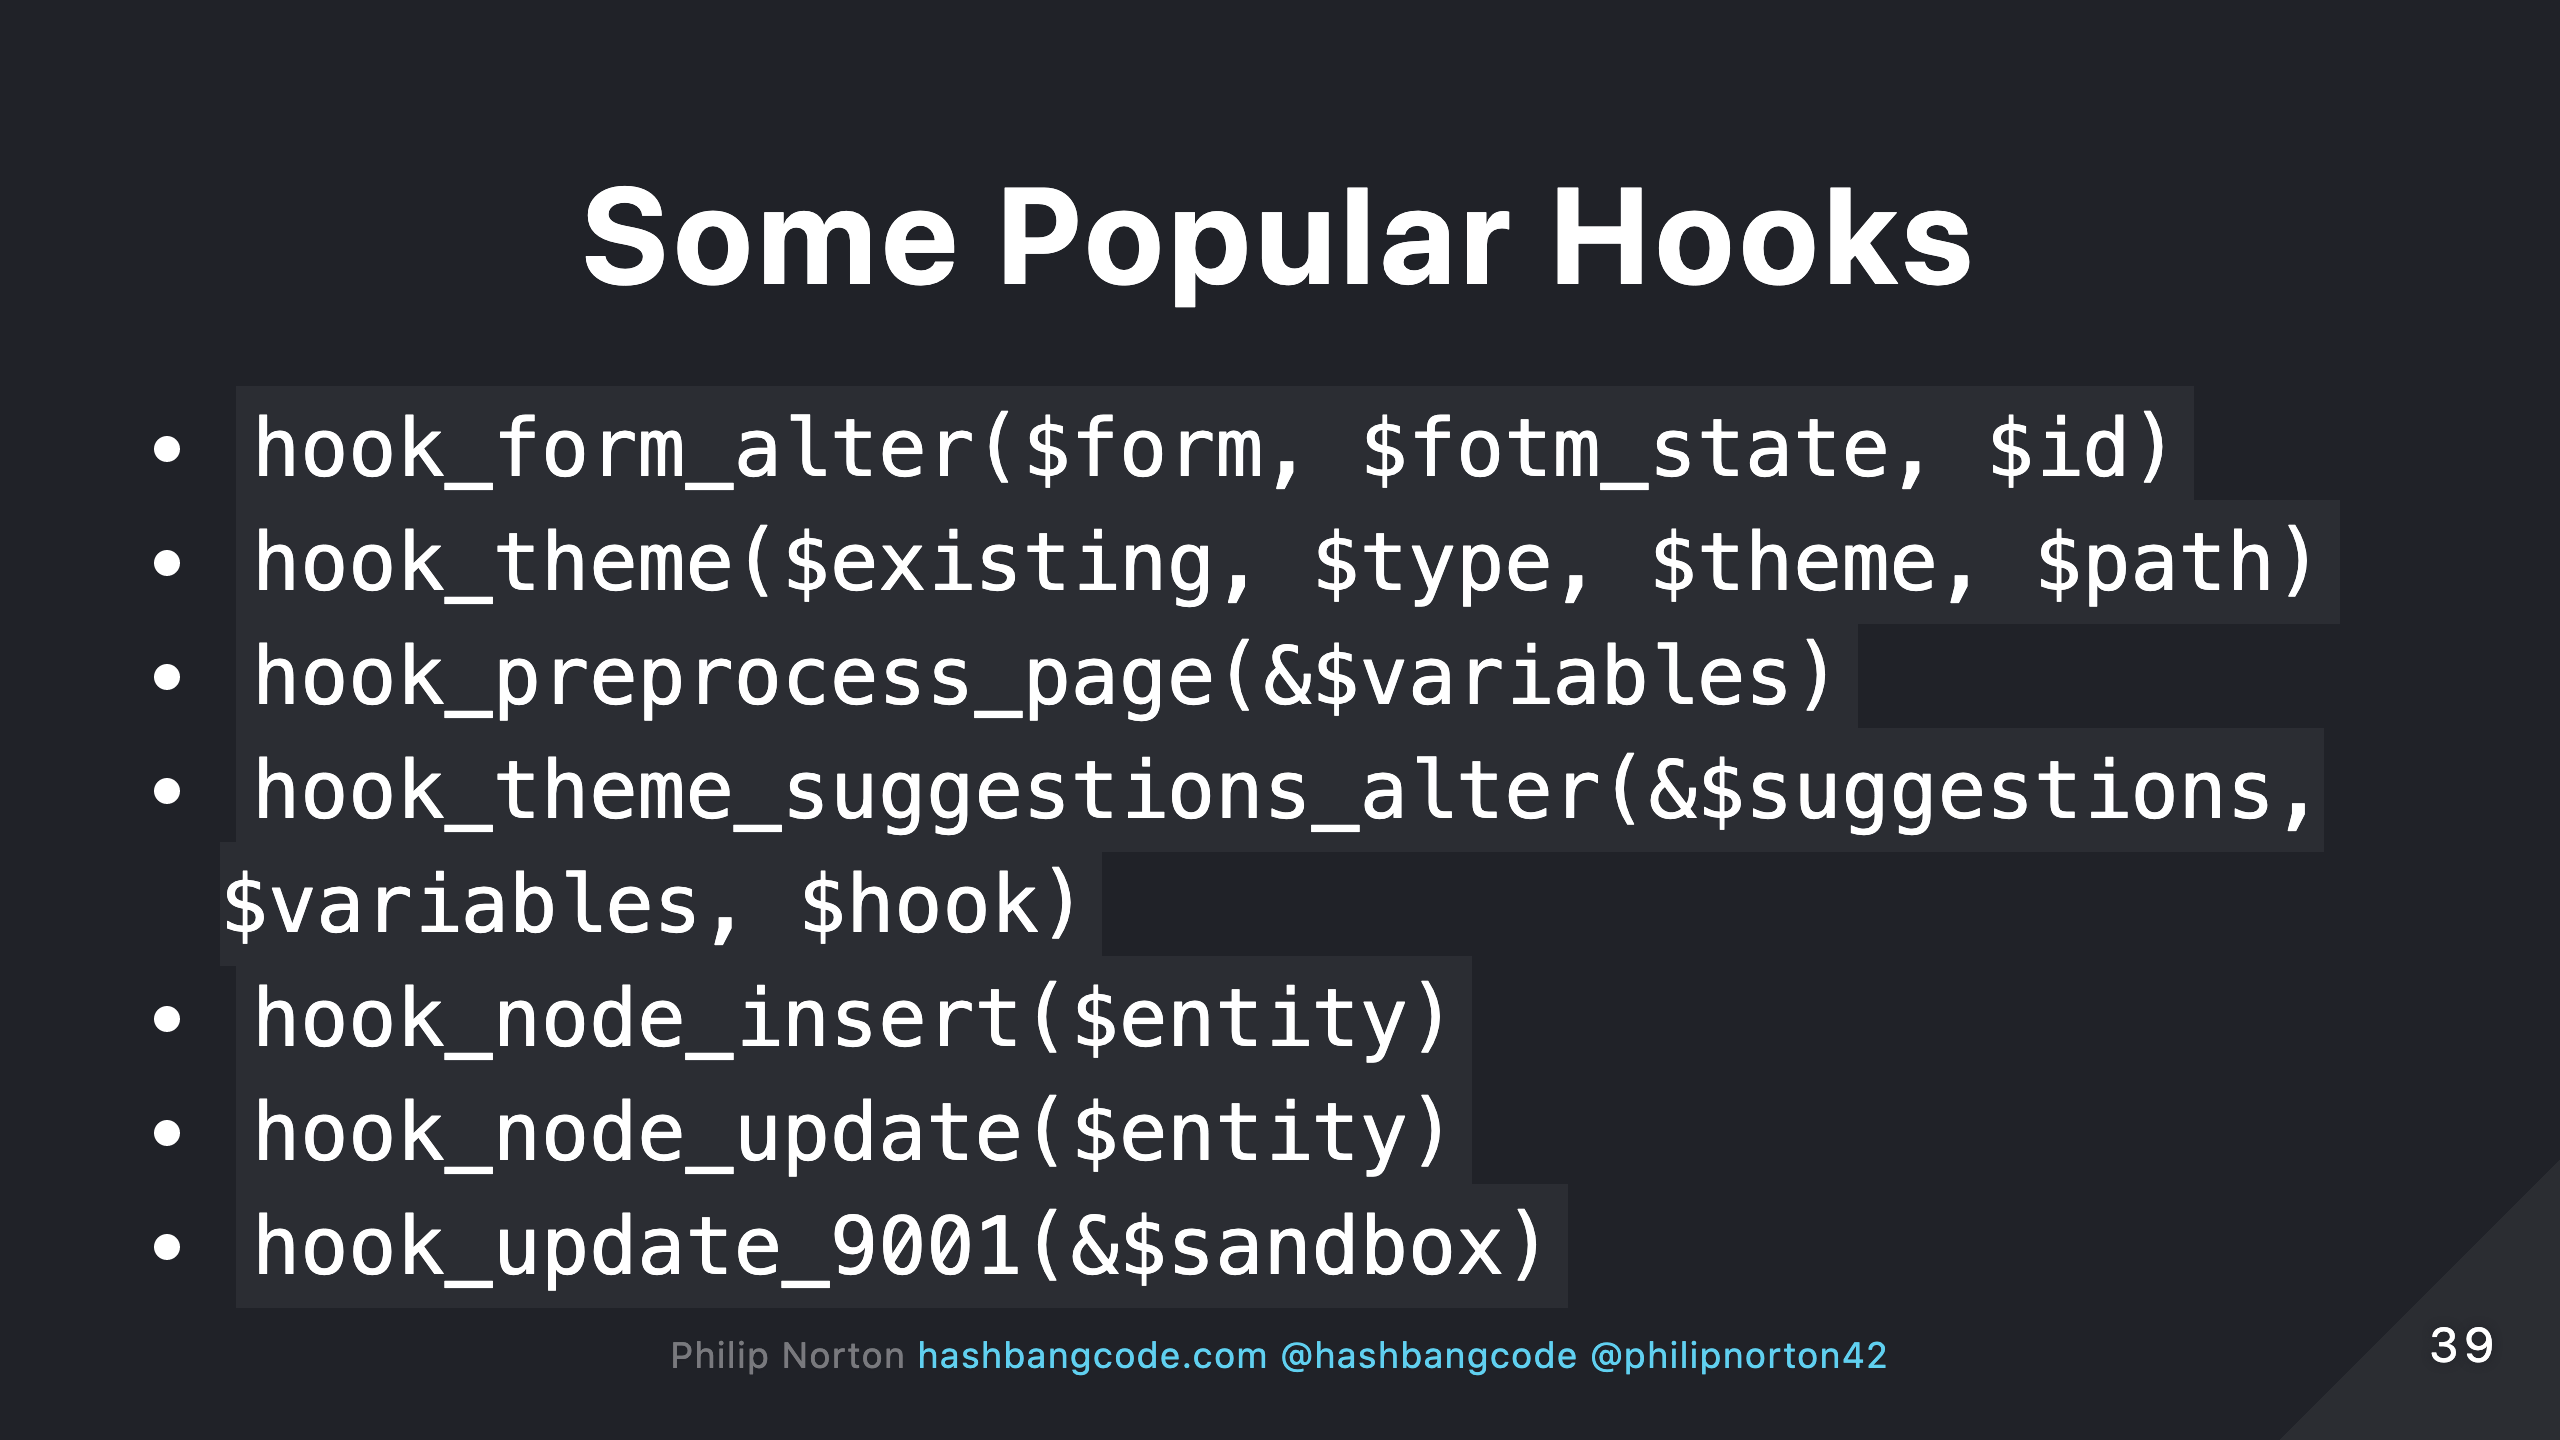 Some Popular Hooks
• hook_form_alter($form, $fotm_state, $id)
• hook_theme($existing, $type, $theme, $path)
• hook_preprocess_page(&$variables)
• hook_theme_suggestions_alter(&$suggestions,
$variables, $hook)
• hook_node_insert($entity)
• hook_node_update($entity)
• hook_update_9001(&$sandbox)
Philip Norton hashbangcode.com @hashbangcode @philipnorton42
39